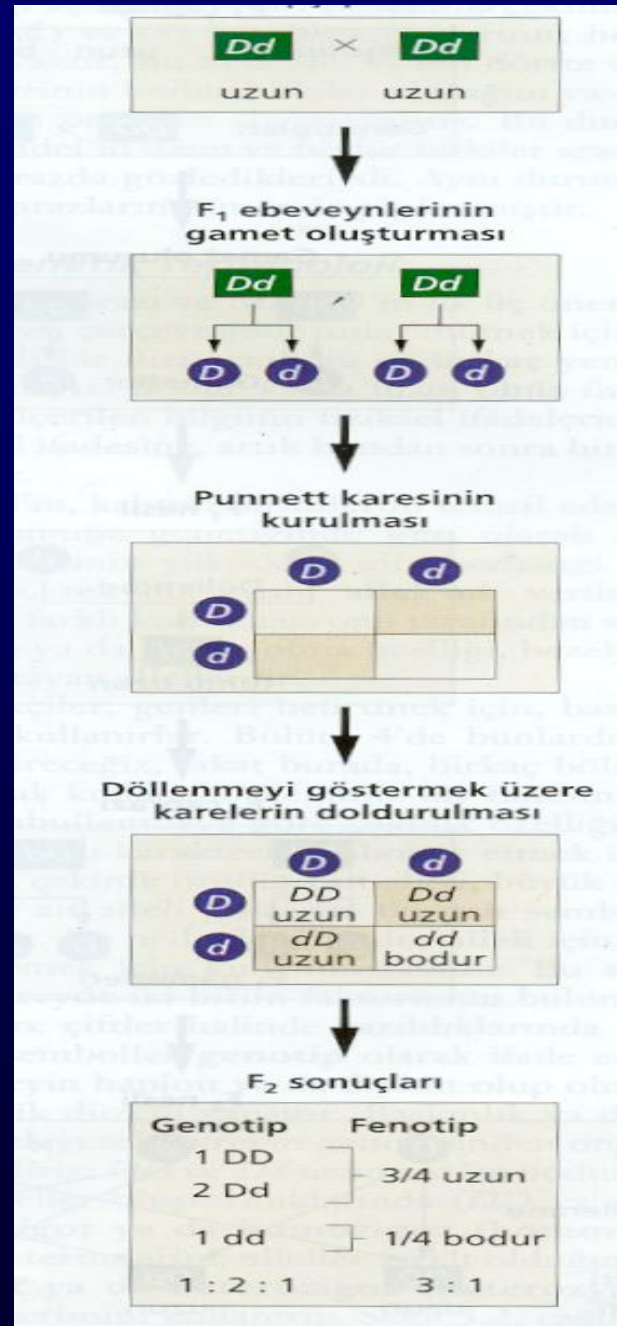 Dd × Dd
uzun uzun
F₁ ebeveynlerinin
gamet oluşturması
Dd Dd
D d D d
Punnett karesinin
kurulması
D d
D
d
Döllenmeyi göstermek üzere
karelerin doldurulması
D d
D DD Dd
uzun uzun
d dD dd
uzun bodur
F₂ sonuçları
Genotip Fenotip
1 DD
2 Dd
3/4 uzun
1 dd 1/4 bodur
1 : 2 : 1 3 : 1